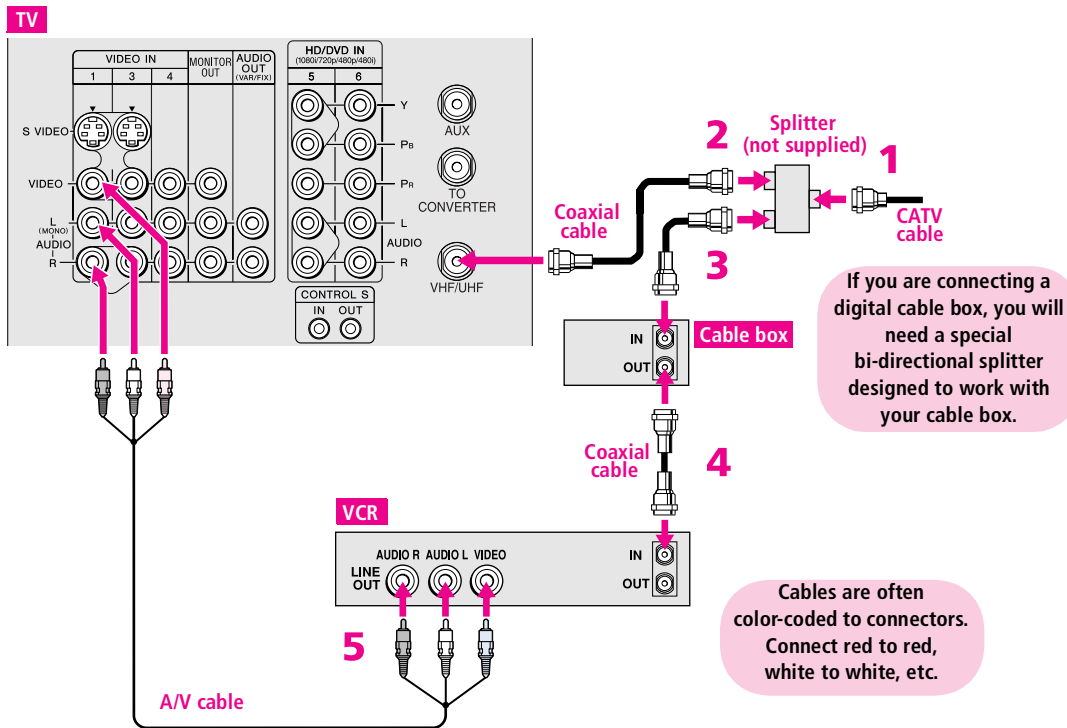 TV
VIDEO IN
1 3 4
MONITOR OUT
AUDIO OUT
(VAR/FIX)
HD/DVD IN
(1080i/720p/480p/480i)
5 6
S VIDEO
VIDEO
L
(MONO)
AUDIO
R
Y
PB
PR
L
AUDIO
R
AUX
TO CONVERTER
VHF/UHF
CONTROL S
IN OUT
2
Splitter
(not supplied)
1
Coaxial
cable
CATV
cable
3
IN
OUT
Cable box
If you are connecting a
digital cable box, you will
need a special
bi-directional splitter
designed to work with
your cable box.
Coaxial
cable
4
VCR
AUDIO R AUDIO L VIDEO
LINE
OUT
IN
OUT
5
A/V cable
Cables are often
color-coded to connectors.
Connect red to red,
white to white, etc.